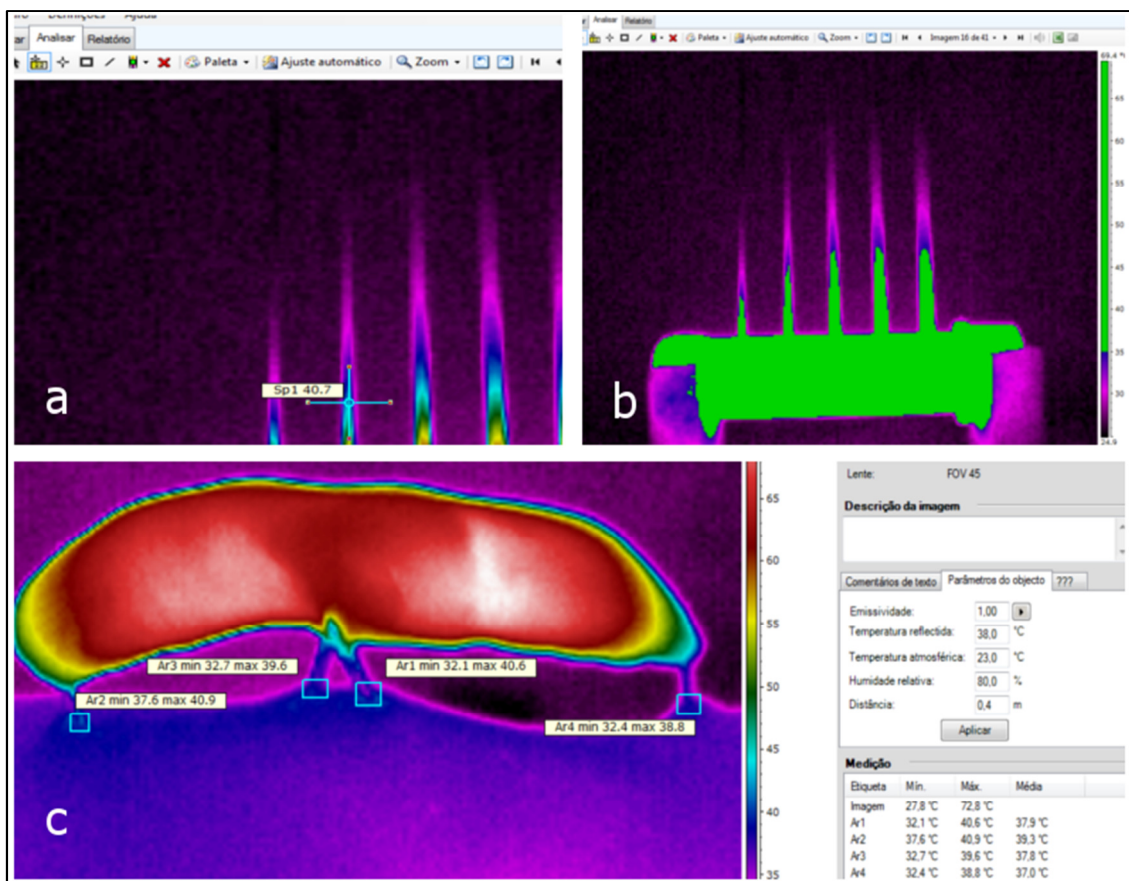 Definições Ajuda
Analisar Relatório
Paleta Ajuste automático Zoom
Sp1 40.7
a
Analisar Relatório
Paleta Ajuste automático Zoom Imagem 16 de 41
69.4
65
60
55
50
45
40
35
30
24.9
b
Ar3 min 32.7 max 39.6
Ar1 min 32.1 max 40.6
Ar2 min 37.6 max 40.9
Ar4 min 32.4 max 38.8
c
65
60
55
50
45
40
35
Lente: FOV 45
Descrição da imagem
Comentários de texto Parâmetros do objecto ???
Emissividade: 1,00
Temperatura reflectida: 38,0 °C
Temperatura atmosférica: 23,0 °C
Humidade relativa: 80,0 %
Distância: 0,4 m
Aplicar
Medição
Etiqueta Mín. Máx. Média
Imagem 27,8 °C 72,8 °C
Ar1 32,1 °C 40,6 °C 37,9 °C
Ar2 37,6 °C 40,9 °C 39,3 °C
Ar3 32,7 °C 39,6 °C 37,8 °C
Ar4 32,4 °C 38,8 °C 37,0 °C